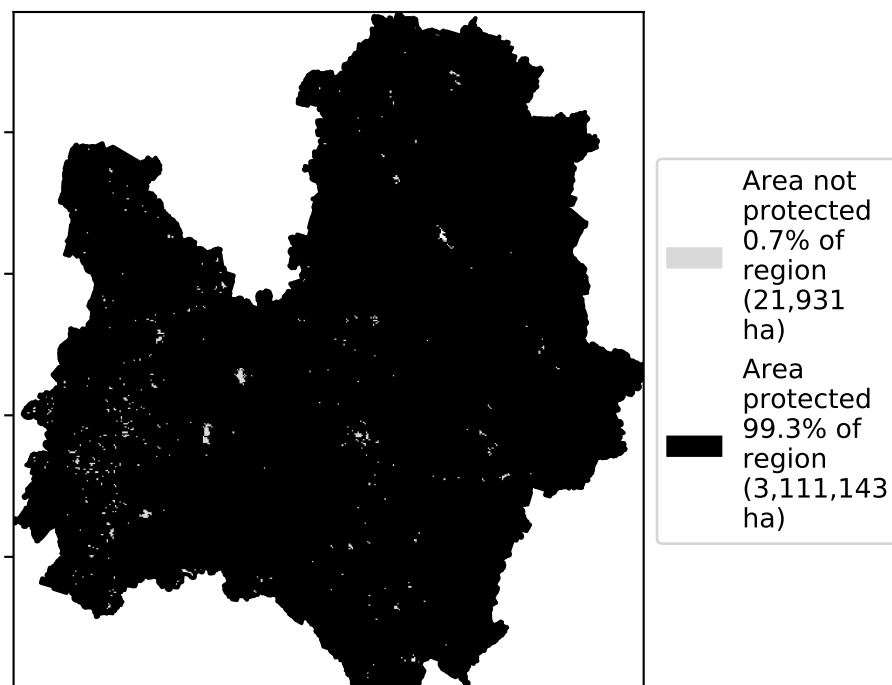 Area not
protected
0.7% of
region
(21,931
ha)
Area
protected
99.3% of
region
(3,111,143
ha)